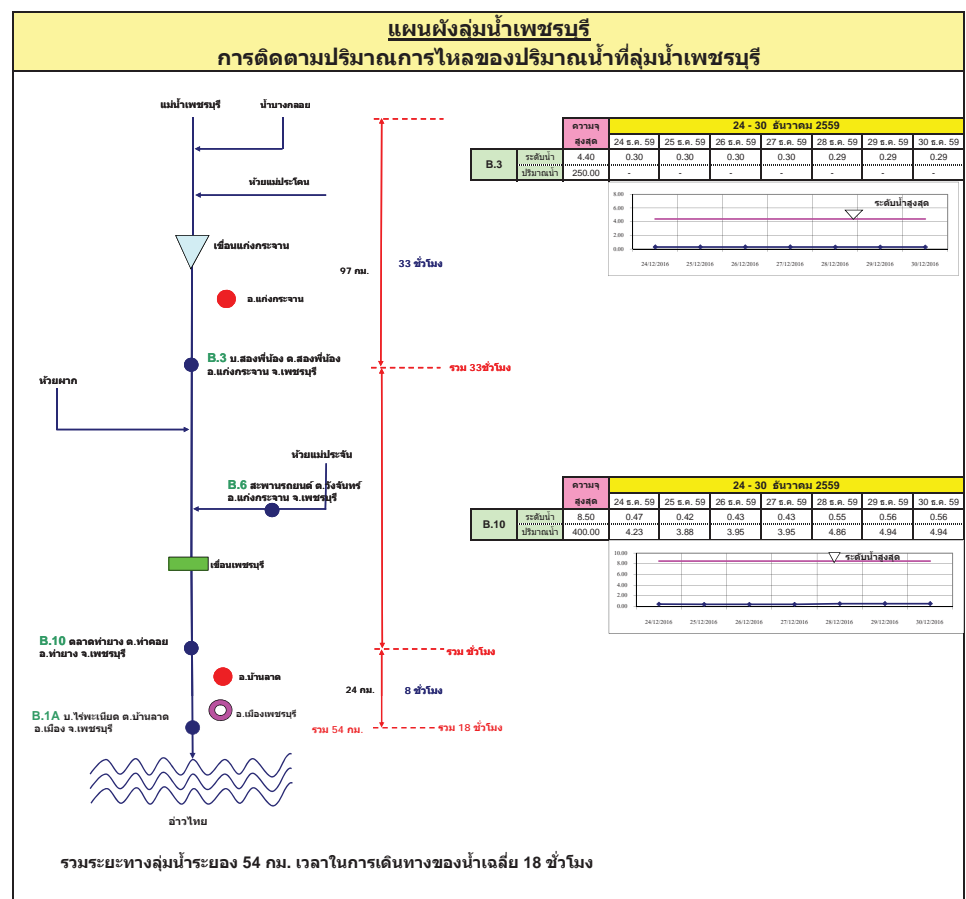 แผนผังลุ่มน้ำเพชรบุรี
การติดตามปริมาณการไหลของปริมาณน้ำที่ลุ่มน้ำเพชรบุรี
แม่น้ำเพชรบุรี
น้ำบางกลอย
ห้วยแม่ประโดน
เขื่อนแก่งกระจาน
97 กม.
33 ชั่วโมง
อ.แก่งกระจาน
B.3 บ.สองพี่น้อง ต.สองพี่น้อง
อ.แก่งกระจาน จ.เพชรบุรี
รวม 33ชั่วโมง
ห้วยผาก
ห้วยแม่ประจัน
B.6 สะพานรถยนต์ ต.วังจันทร์
อ.แก่งกระจาน จ.เพชรบุรี
เขื่อนเพชรบุรี
B.10 ตลาดท่ายาง ต.ท่าคอย
อ.ท่ายาง จ.เพชรบุรี
รวม ชั่วโมง
อ.บ้านลาด
24 กม.
8 ชั่วโมง
B.1A บ.ไร่พะเนียด ต.บ้านลาด
อ.เมือง จ.เพชรบุรี
อ.เมืองเพชรบุรี
รวม 54 กม.
รวม 18 ชั่วโมง
อ่าวไทย
รวมระยะทางลุ่มน้ำระยอง 54 กม. เวลาในการเดินทางของน้ำเฉลี่ย 18 ชั่วโมง
ความจุ 24 - 30 ธันวาคม 2559
สูงสุด 24 ธ.ค. 59 25 ธ.ค. 59 26 ธ.ค. 59 27 ธ.ค. 59 28 ธ.ค. 59 29 ธ.ค. 59 30 ธ.ค. 59
B.3 ระดับน้ำ 4.40 0.30 0.30 0.30 0.30 0.29 0.29 0.29
ปริมาณน้ำ 250.00 - - - - - - -
ระดับน้ำสูงสุด
8.00
6.00
4.00
2.00
0.00
24/12/2016 25/12/2016 26/12/2016 27/12/2016 28/12/2016 29/12/2016 30/12/2016
ความจุ 24 - 30 ธันวาคม 2559
สูงสุด 24 ธ.ค. 59 25 ธ.ค. 59 26 ธ.ค. 59 27 ธ.ค. 59 28 ธ.ค. 59 29 ธ.ค. 59 30 ธ.ค. 59
B.10 ระดับน้ำ 8.50 0.47 0.42 0.43 0.43 0.55 0.56 0.56
ปริมาณน้ำ 400.00 4.23 3.88 3.95 3.95 4.86 4.94 4.94
ระดับน้ำสูงสุด
10.00
8.00
6.00
4.00
2.00
0.00
24/12/2016 25/12/2016 26/12/2016 27/12/2016 28/12/2016 29/12/2016 30/12/2016